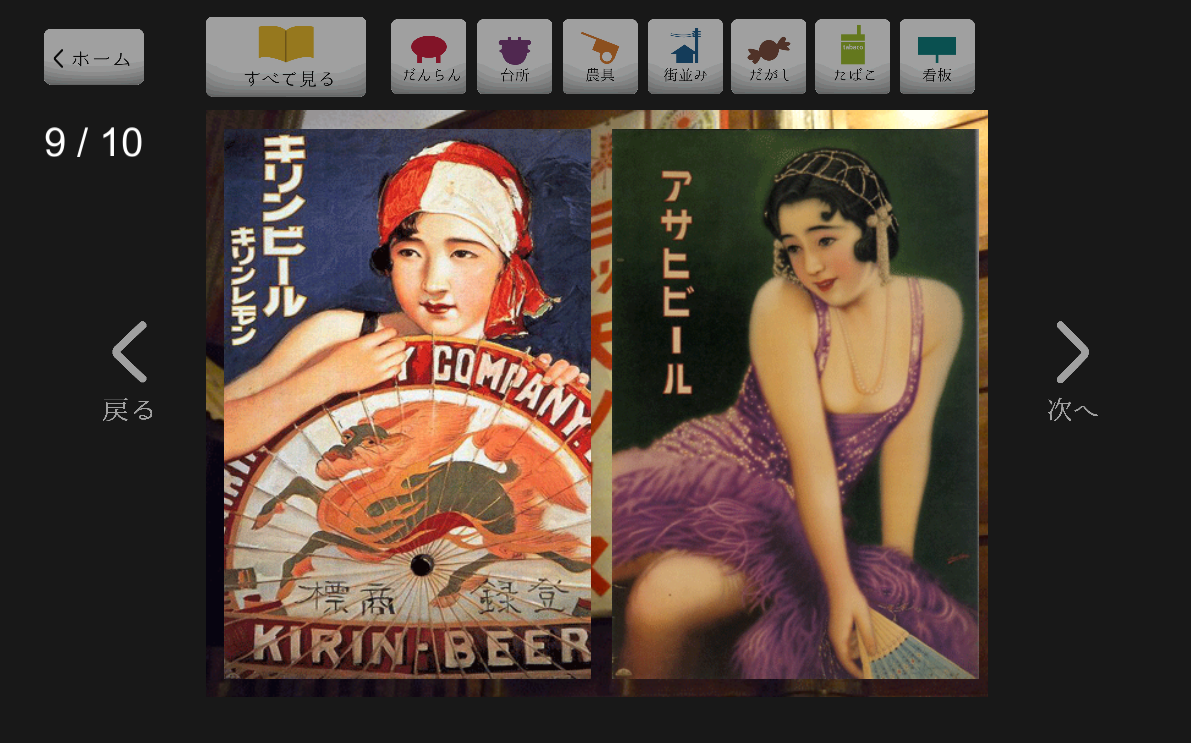 ホーム
すべて見る
だんらん
台所
農具
街並み
だがし
tabaco
たばこ
看板
9 / 10
キリンビール
キリンレモン
COMPANY.
標商 録登
KIRIN-BEER
アサヒビール
戻る
次へ